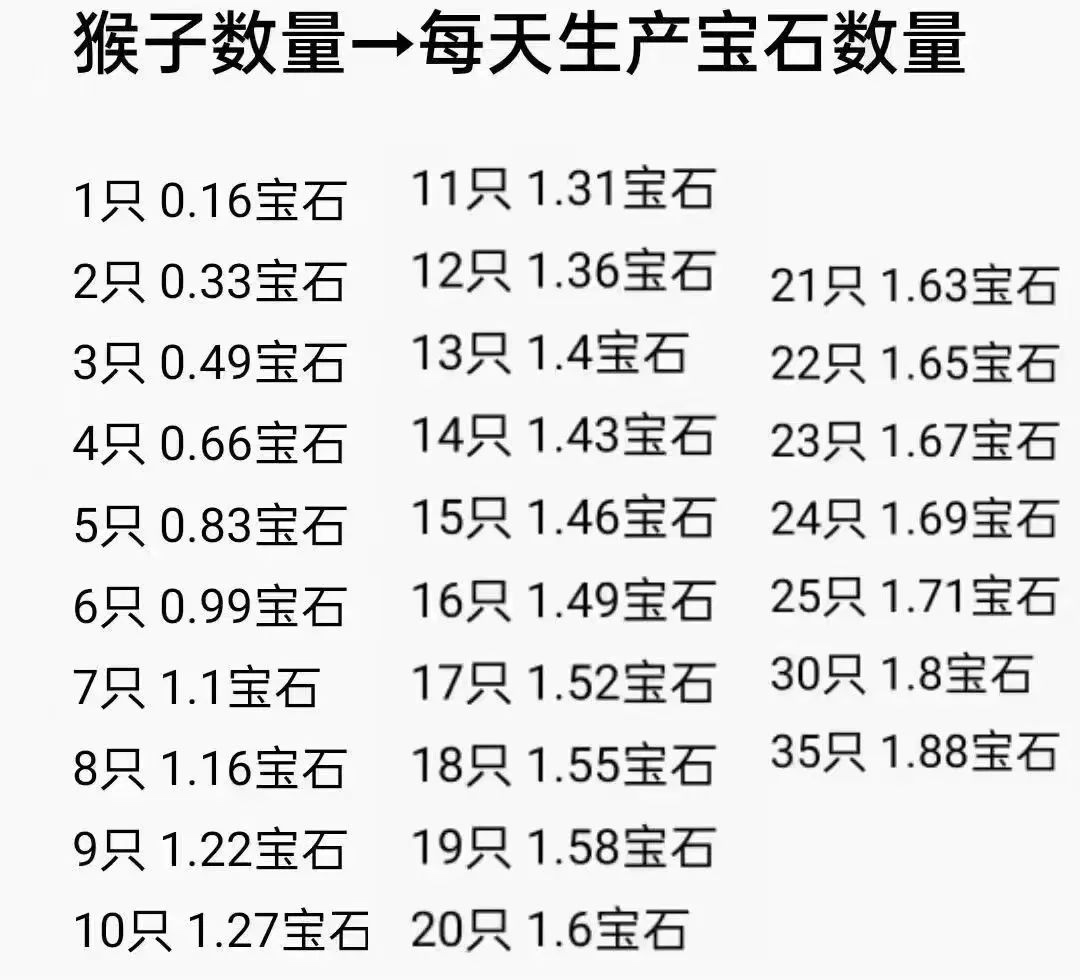 猴子数量→每天生产宝石数量
1只 0.16宝石
2只 0.33宝石
3只 0.49宝石
4只 0.66宝石
5只 0.83宝石
6只 0.99宝石
7只 1.1宝石
8只 1.16宝石
9只 1.22宝石
10只 1.27宝石
11只 1.31宝石
12只 1.36宝石
13只 1.4宝石
14只 1.43宝石
15只 1.46宝石
16只 1.49宝石
17只 1.52宝石
18只 1.55宝石
19只 1.58宝石
20只 1.6宝石
21只 1.63宝石
22只 1.65宝石
23只 1.67宝石
24只 1.69宝石
25只 1.71宝石
30只 1.8宝石
35只 1.88宝石